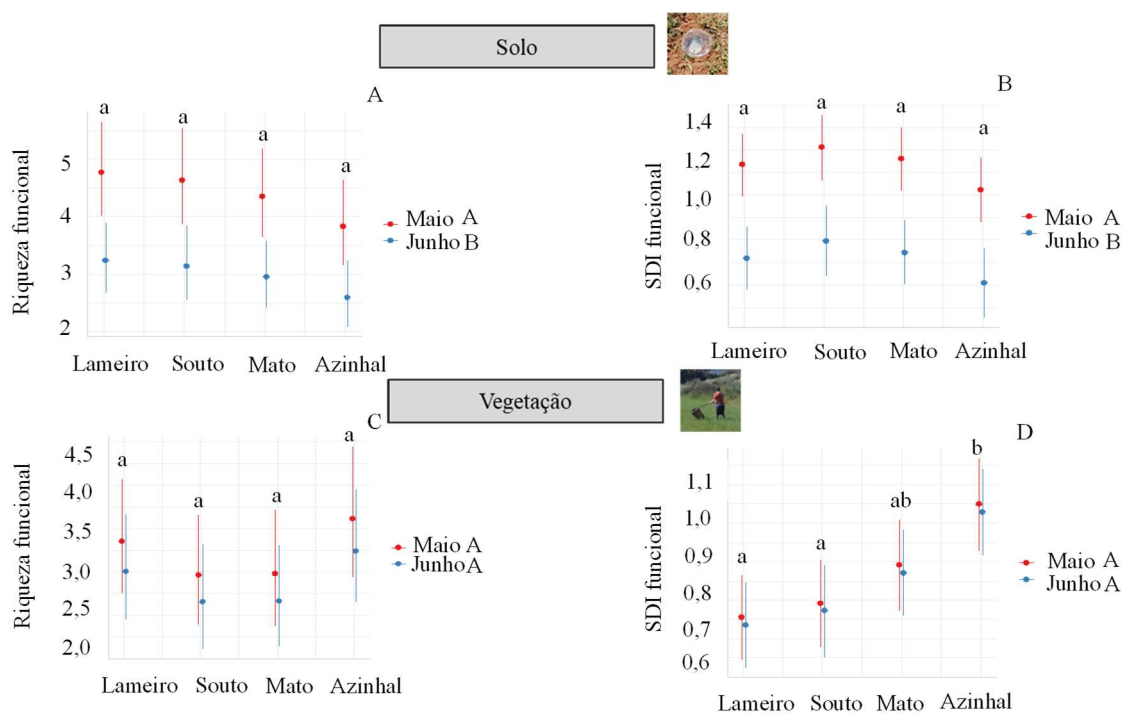 Solo
A
Riqueza funcional
5
4
3
2
a
a
a
a
Lameiro
Souto
Mato
Azinhal
Maio A
Junho B
B
SDI funcional
1,4
1,2
1,0
0,8
0,6
a
a
a
a
Lameiro
Souto
Mato
Azinhal
Maio A
Junho B
Vegetação
C
Riqueza funcional
4,5
4,0
3,5
3,0
2,5
2,0
a
a
a
a
Lameiro
Souto
Mato
Azinhal
Maio A
Junho A
D
SDI funcional
1,1
1,0
0,9
0,8
0,7
0,6
a
a
ab
b
Lameiro
Souto
Mato
Azinhal
Maio A
Junho A